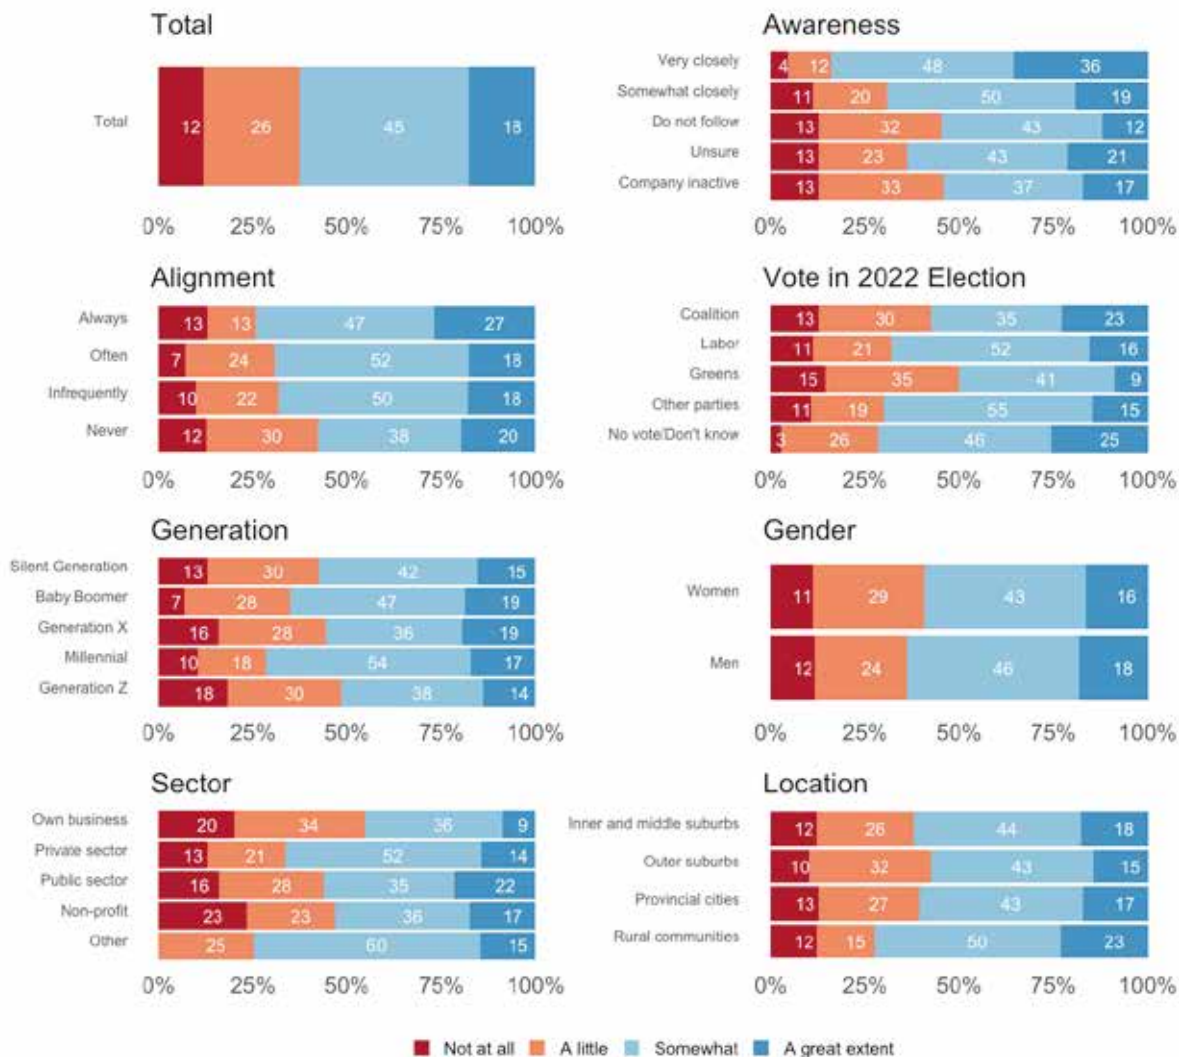 Total
Total
12 26 45 18
0% 25% 50% 75% 100%
Awareness
Very closely 4 12 48 36
Somewhat closely 11 20 50 19
Do not follow 13 32 43 12
Unsure 13 23 43 21
Company inactive 13 33 37 17
0% 25% 50% 75% 100%
Alignment
Always 13 13 47 27
Often 7 24 52 18
Infrequently 10 22 50 18
Never 12 30 38 20
0% 25% 50% 75% 100%
Vote in 2022 Election
Coalition 13 30 35 23
Labor 11 21 52 16
Greens 15 35 41 9
Other parties 11 19 55 15
No vote/Don't know 3 26 46 25
0% 25% 50% 75% 100%
Generation
Silent Generation 13 30 42 15
Baby Boomer 7 28 47 19
Generation X 16 28 36 19
Millennial 10 18 54 17
Generation Z 18 30 38 14
0% 25% 50% 75% 100%
Gender
Women 11 29 43 16
Men 12 24 46 18
0% 25% 50% 75% 100%
Sector
Own business 20 34 36 9
Private sector 13 21 52 14
Public sector 16 28 35 22
Non-profit 23 23 36 17
Other 25 60 15
0% 25% 50% 75% 100%
Location
Inner and middle suburbs 12 26 44 18
Outer suburbs 10 32 43 15
Provincial cities 13 27 43 17
Rural communities 12 15 50 23
0% 25% 50% 75% 100%
Not at all A little Somewhat A great extent